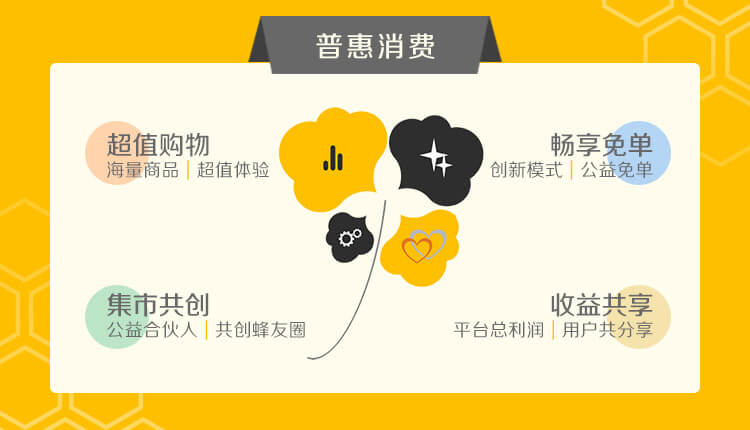 普惠消费
超值购物
海量商品｜超值体验
畅享免单
创新模式｜公益免单
集市共创
公益合伙人｜共创蜂友圈
收益共享
平台总利润｜用户共分享